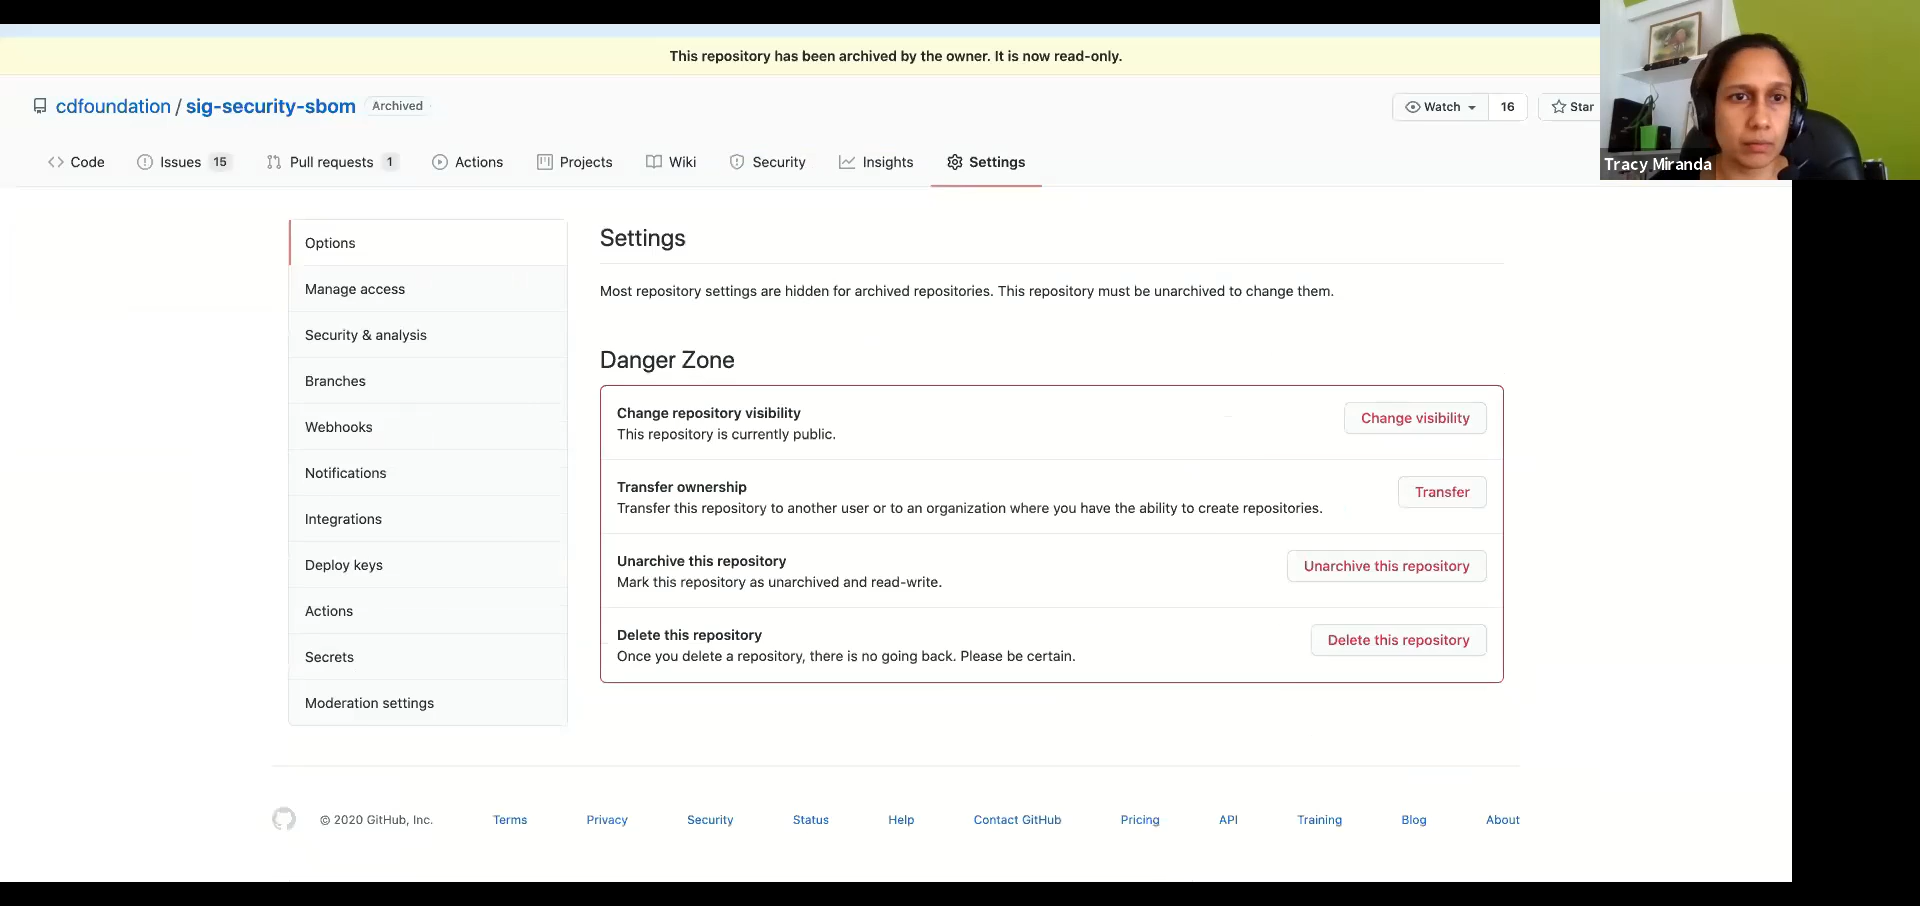 This repository has been archived by the owner. It is now read-only.
cdfoundation / sig-security-sbom Archived
Watch 16 Star
Tracy Miranda
Code Issues 15 Pull requests 1 Actions Projects Wiki Security Insights Settings
Options
Manage access
Security & analysis
Branches
Webhooks
Notifications
Integrations
Deploy keys
Actions
Secrets
Moderation settings
Settings
Most repository settings are hidden for archived repositories. This repository must be unarchived to change them.
Danger Zone
Change repository visibility
This repository is currently public.
Change visibility
Transfer ownership
Transfer this repository to another user or to an organization where you have the ability to create repositories.
Transfer
Unarchive this repository
Mark this repository as unarchived and read-write.
Unarchive this repository
Delete this repository
Once you delete a repository, there is no going back. Please be certain.
Delete this repository
© 2020 GitHub, Inc. Terms Privacy Security Status Help Contact GitHub Pricing API Training Blog About